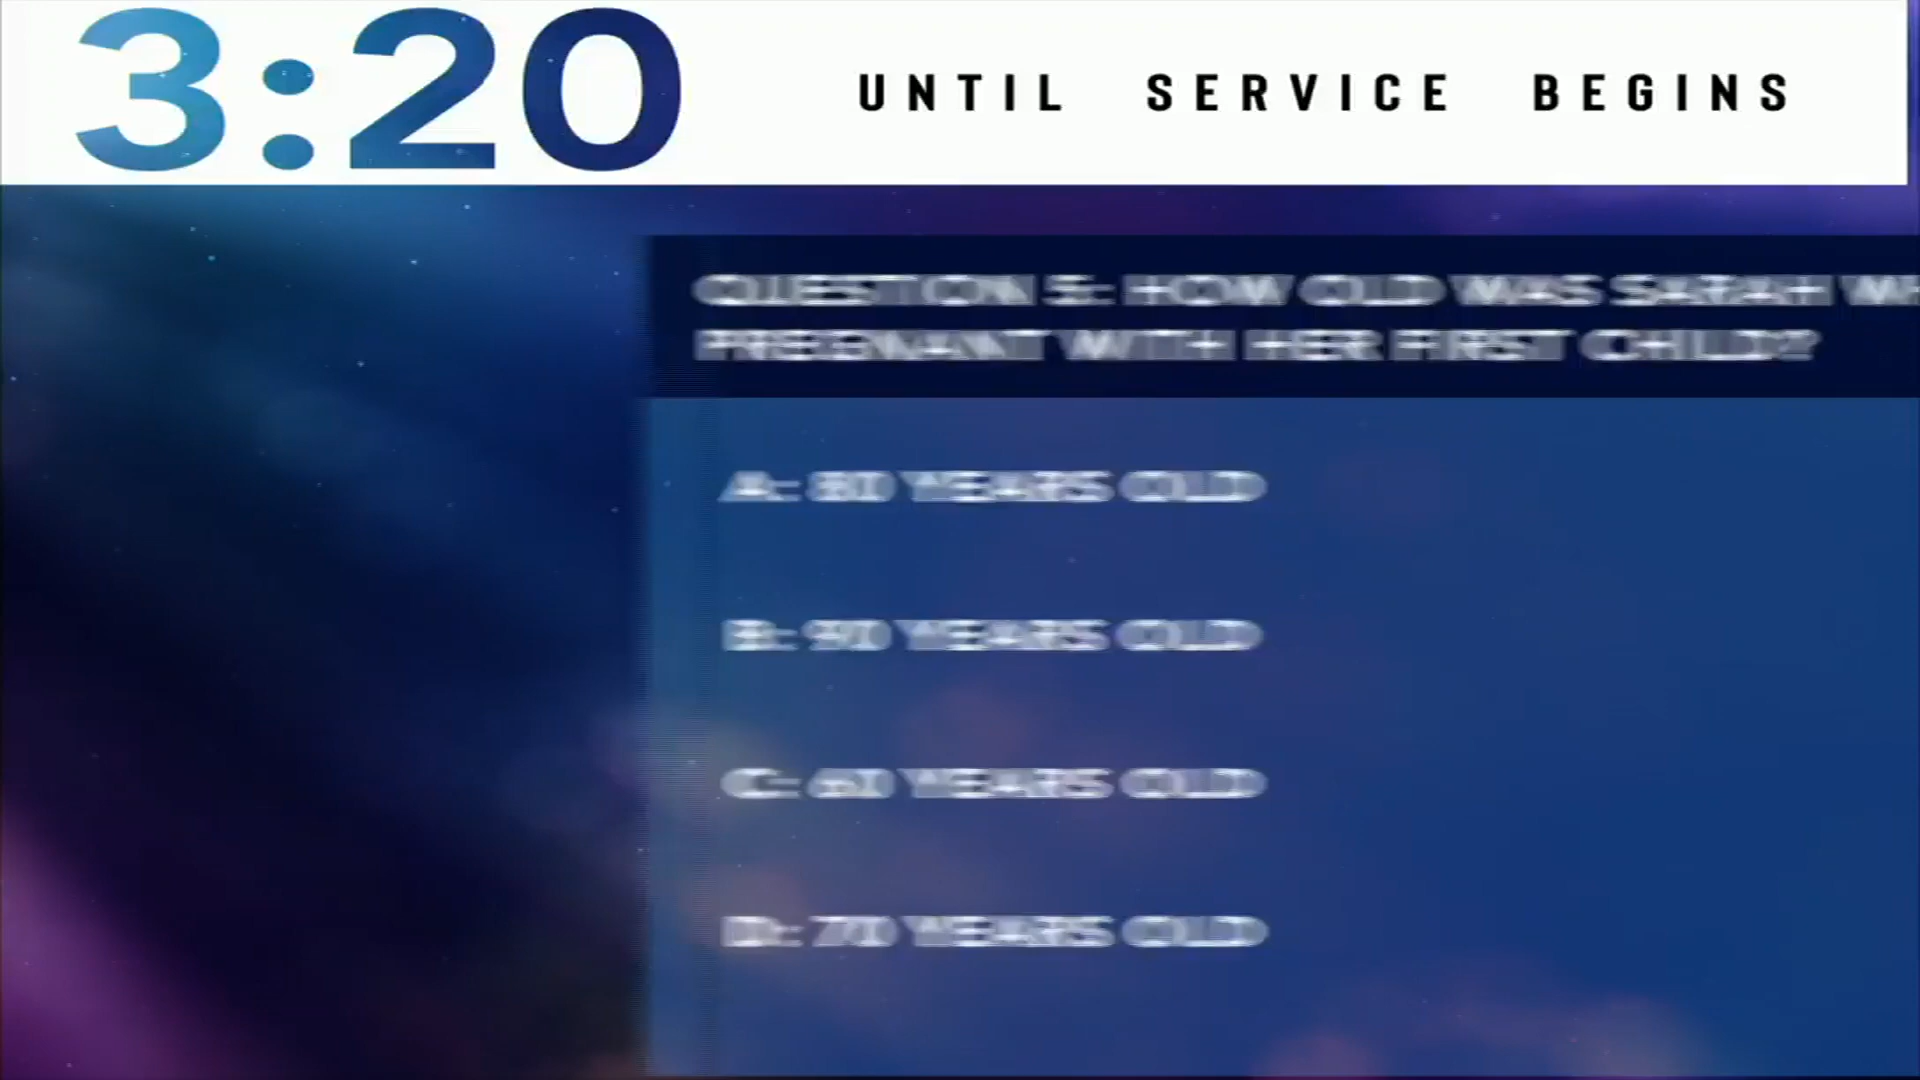 3:20 UNTIL SERVICE BEGINS
QUESTION 5: HOW OLD WAS SARAH
PREGNANT WITH HER FIRST CHILD?
A: 80 YEARS OLD
B: 90 YEARS OLD
C: 60 YEARS OLD
D: 70 YEARS OLD